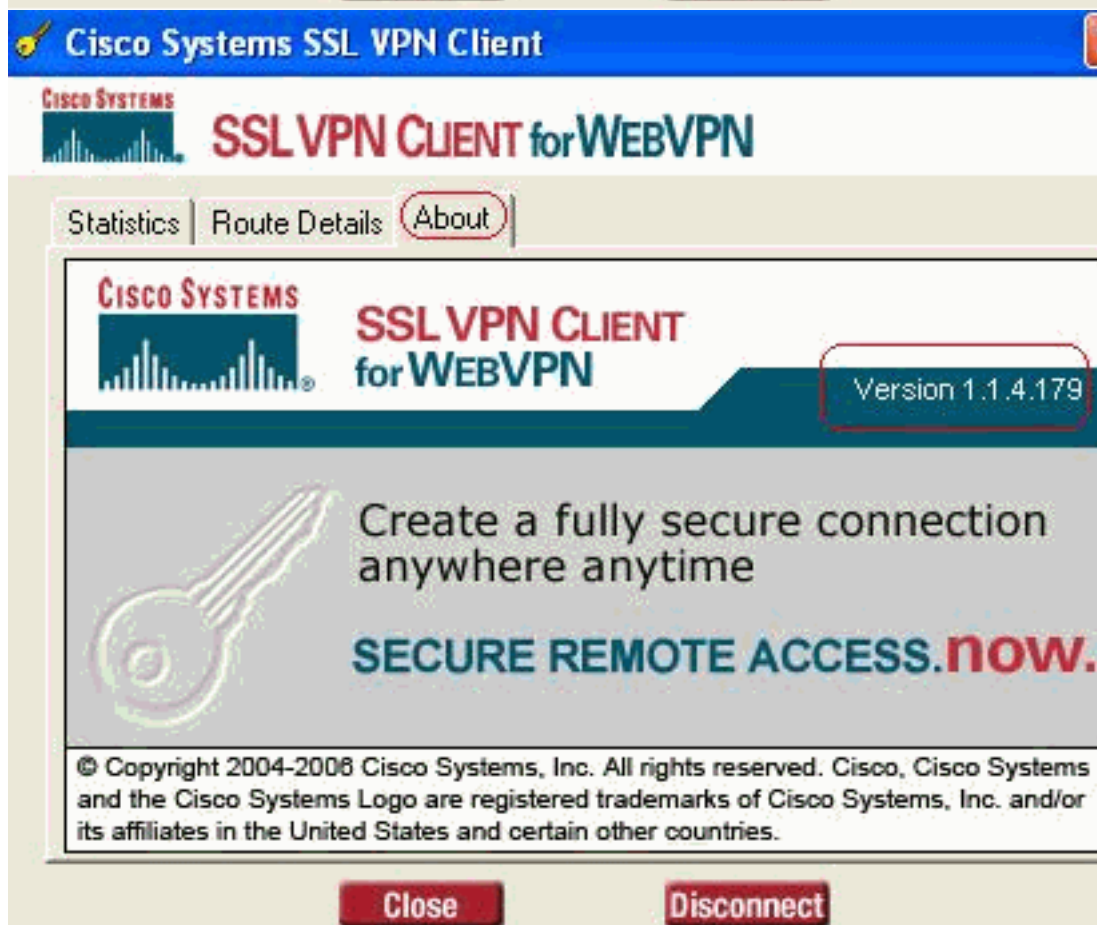 Cisco Systems SSL VPN Client
CISCO SYSTEMS
SSL VPN CLIENT for WEBVPN
Statistics Route Details About
CISCO SYSTEMS
SSL VPN CLIENT
for WEBVPN
Version 1.1.4.179
Create a fully secure connection
anywhere anytime
SECURE REMOTE ACCESS.now.
© Copyright 2004-2006 Cisco Systems, Inc. All rights reserved. Cisco, Cisco Systems
and the Cisco Systems Logo are registered trademarks of Cisco Systems, Inc. and/or
its affiliates in the United States and certain other countries.
Close Disconnect